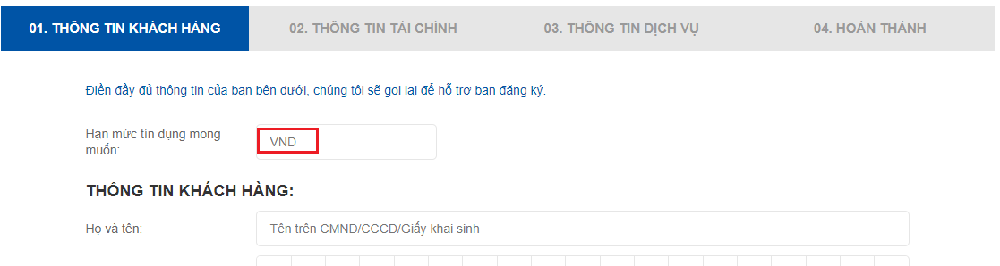 01. THÔNG TIN KHÁCH HÀNG
02. THÔNG TIN TÀI CHÍNH
03. THÔNG TIN DỊCH VỤ
04. HOÀN THÀNH
Điền đầy đủ thông tin của bạn bên dưới, chúng tôi sẽ gọi lại để hỗ trợ bạn đăng ký.
Hạn mức tín dụng mong
muốn:
VND
THÔNG TIN KHÁCH HÀNG:
Họ và tên:
Tên trên CMND/CCCD/Giấy khai sinh